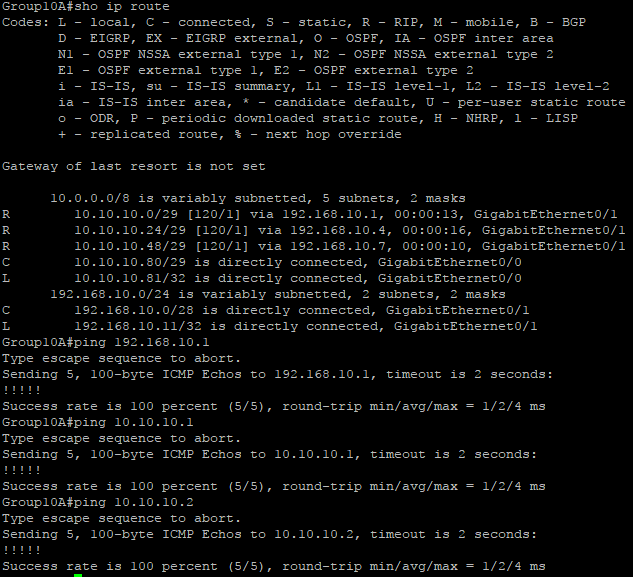 Group10A#sho ip route
Codes: L - local, C - connected, S - static, R - RIP, M - mobile, B - BGP
       D - EIGRP, EX - EIGRP external, O - OSPF, IA - OSPF inter area
       N1 - OSPF NSSA external type 1, N2 - OSPF NSSA external type 2
       E1 - OSPF external type 1, E2 - OSPF external type 2
       i - IS-IS, su - IS-IS summary, L1 - IS-IS level-1, L2 - IS-IS level-2
       ia - IS-IS inter area, * - candidate default, U - per-user static route
       o - ODR, P - periodic downloaded static route, H - NHRP, l - LISP
       + - replicated route, % - next hop override

Gateway of last resort is not set

      10.0.0.0/8 is variably subnetted, 5 subnets, 2 masks
R        10.10.10.0/29 [120/1] via 192.168.10.1, 00:00:13, GigabitEthernet0/1
R        10.10.10.24/29 [120/1] via 192.168.10.4, 00:00:16, GigabitEthernet0/1
R        10.10.10.48/29 [120/1] via 192.168.10.7, 00:00:10, GigabitEthernet0/1
C        10.10.10.80/29 is directly connected, GigabitEthernet0/0
L        10.10.10.81/32 is directly connected, GigabitEthernet0/0
      192.168.10.0/24 is variably subnetted, 2 subnets, 2 masks
C        192.168.10.0/28 is directly connected, GigabitEthernet0/1
L        192.168.10.11/32 is directly connected, GigabitEthernet0/1
Group10A#ping 192.168.10.1
Type escape sequence to abort.
Sending 5, 100-byte ICMP Echos to 192.168.10.1, timeout is 2 seconds:
!!!!!
Success rate is 100 percent (5/5), round-trip min/avg/max = 1/2/4 ms
Group10A#ping 10.10.10.1
Type escape sequence to abort.
Sending 5, 100-byte ICMP Echos to 10.10.10.1, timeout is 2 seconds:
!!!!!
Success rate is 100 percent (5/5), round-trip min/avg/max = 1/2/4 ms
Group10A#ping 10.10.10.2
Type escape sequence to abort.
Sending 5, 100-byte ICMP Echos to 10.10.10.2, timeout is 2 seconds:
!!!!!
Success rate is 100 percent (5/5), round-trip min/avg/max = 1/2/4 ms